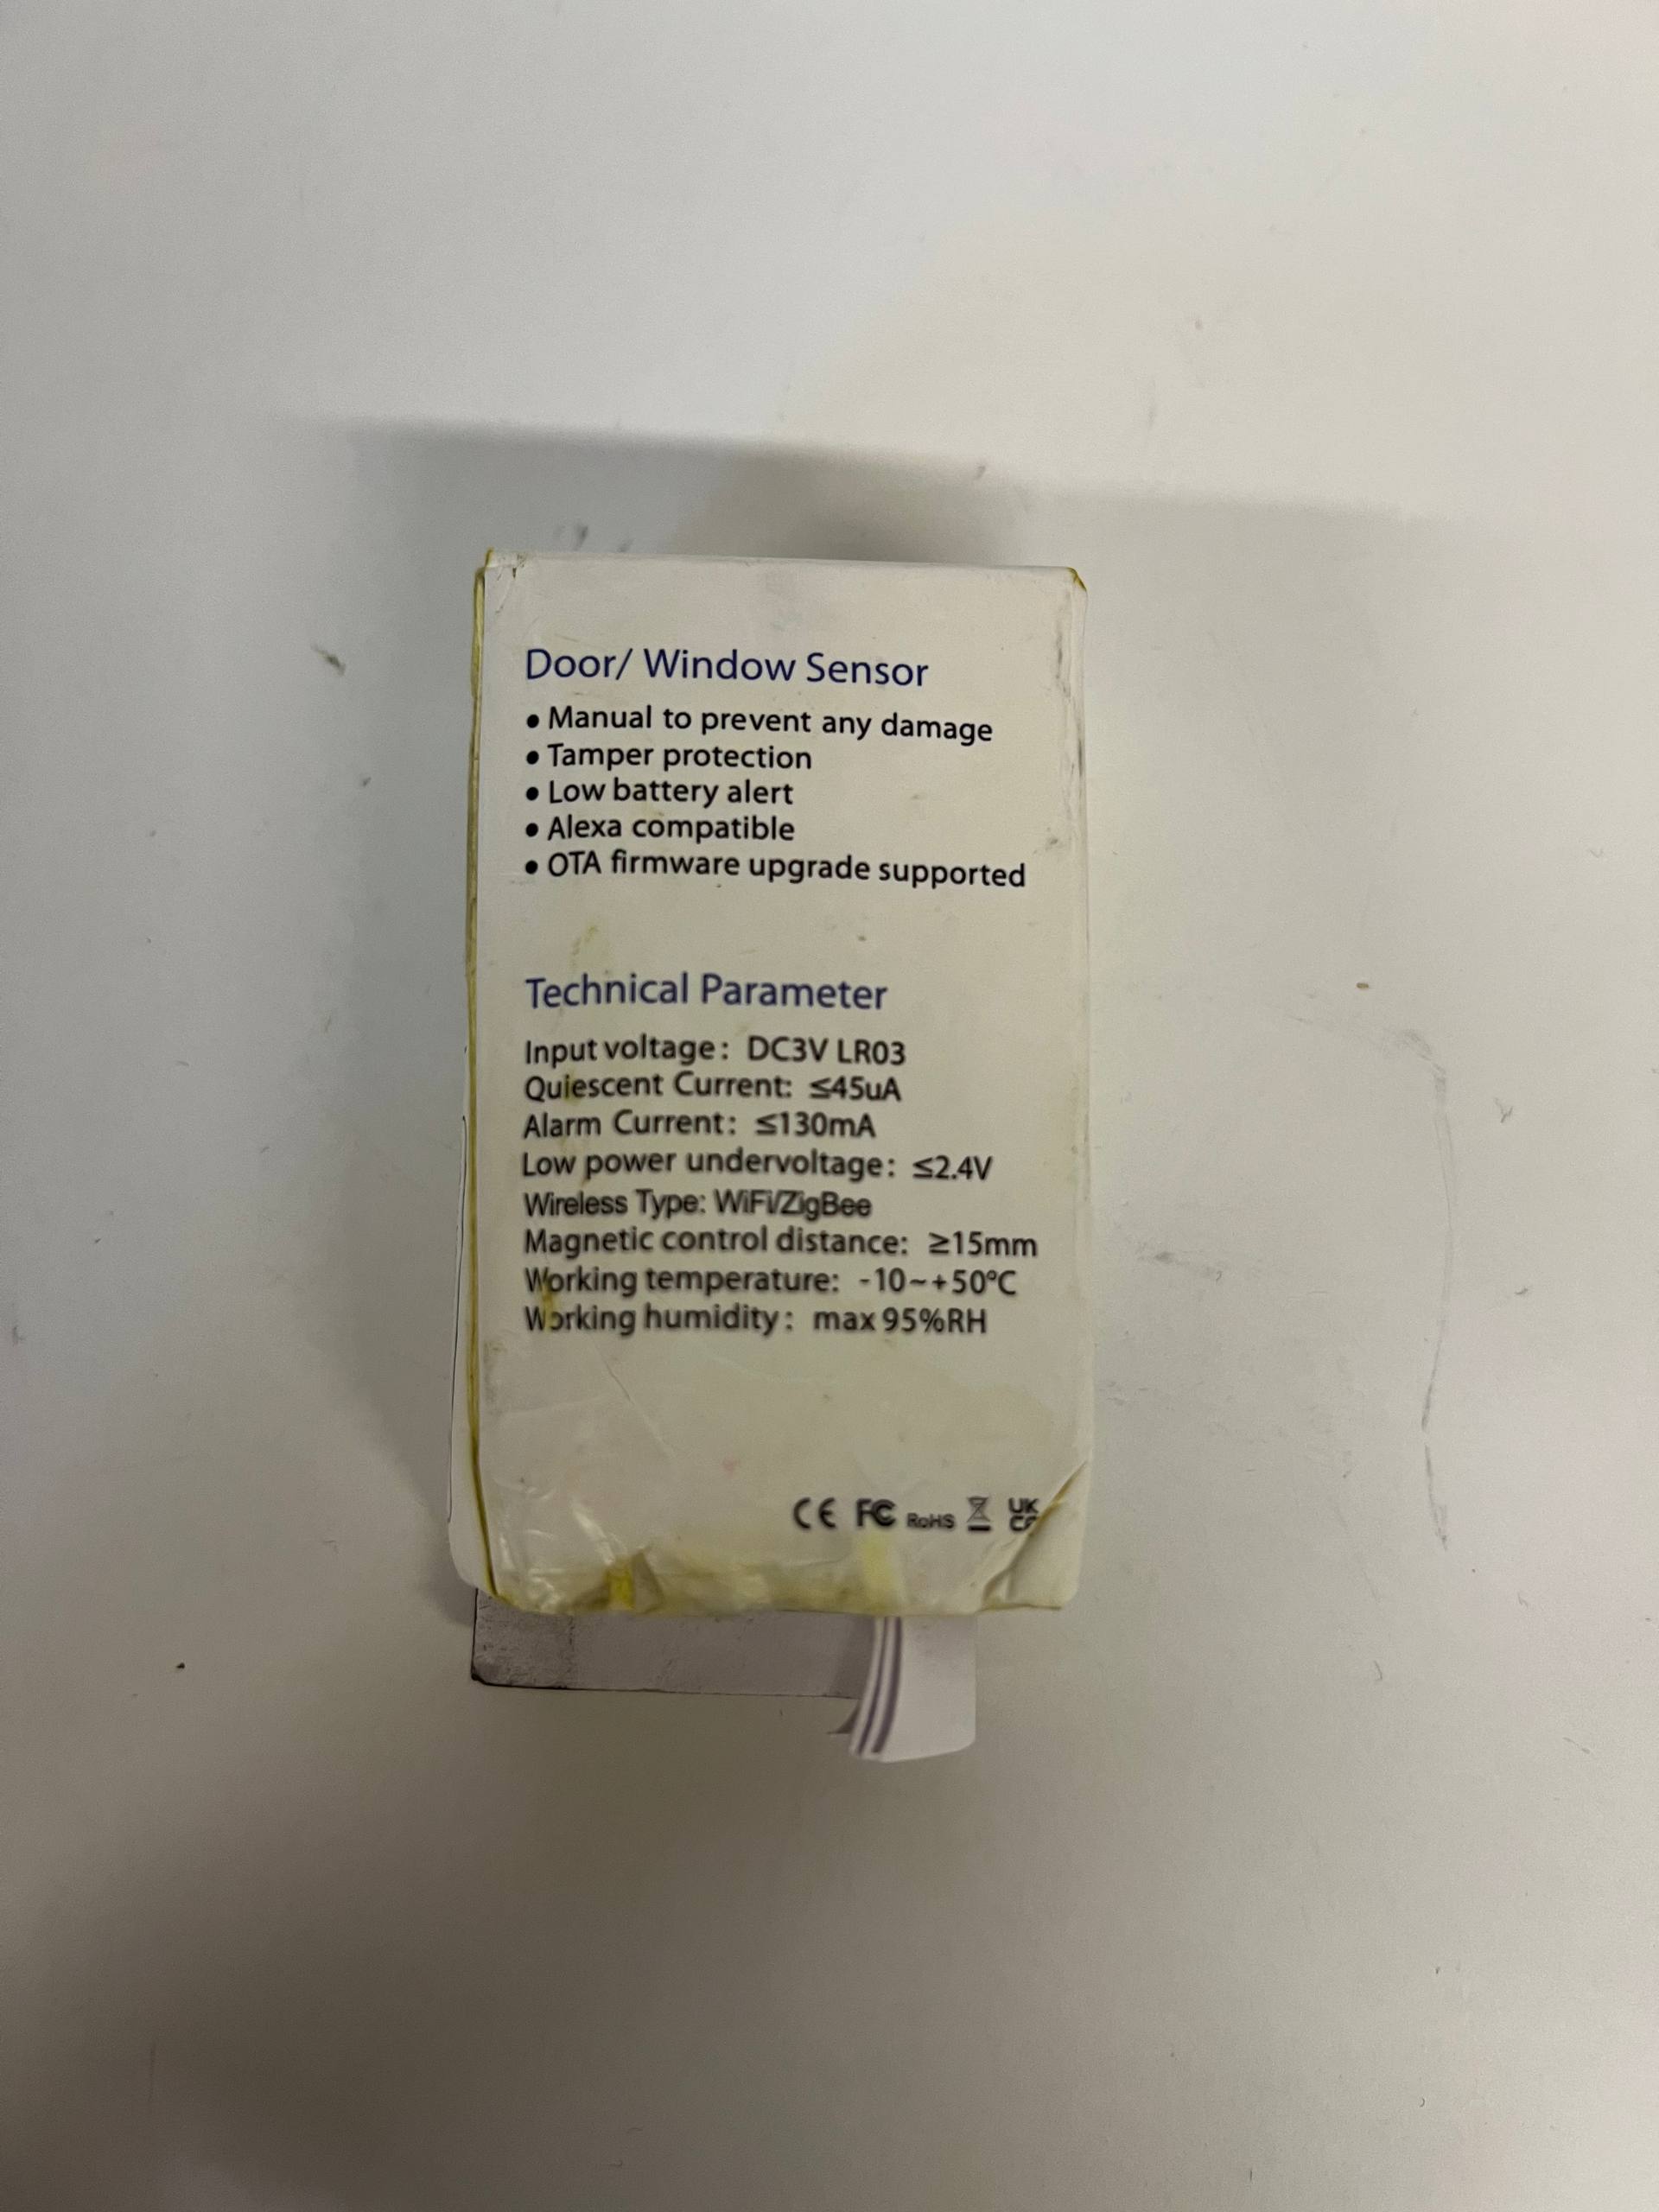 Door/ Window Sensor
• Manual to prevent any damage
• Tamper protection
• Low battery alert
• Alexa compatible
• OTA firmware upgrade supported
Technical Parameter
Input voltage: DC3V LR03
Quiescent Current: ≤45uA
Alarm Current: ≤130mA
Low power undervoltage: ≤2.4V
Wireless Type: WiFi/ZigBee
Magnetic control distance: ≥15mm
Working temperature: -10~+50°C
Working humidity: max 95%RH
CE FC RoHS UK
CA